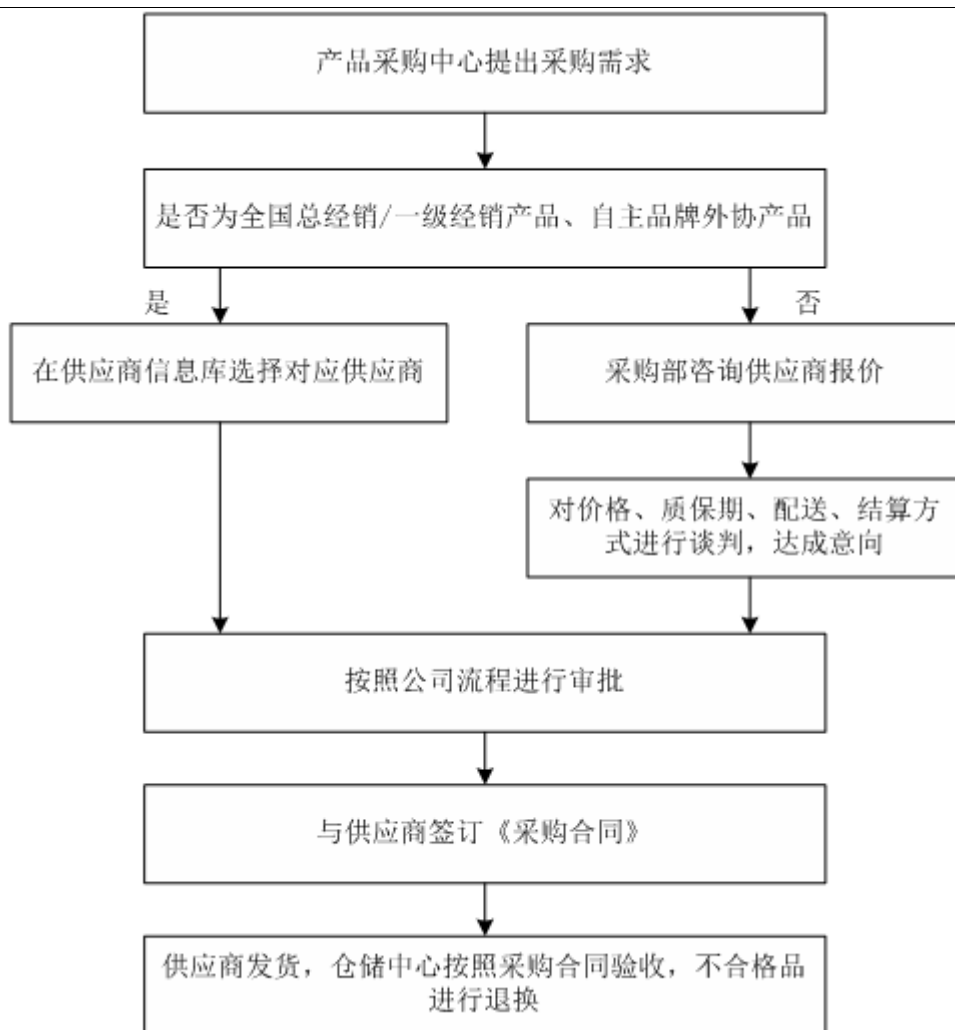 产品采购中心提出采购需求
是否为全国总经销/一级经销产品、自主品牌外协产品
是
否
在供应商信息库选择对应供应商
采购部咨询供应商报价
对价格、质保期、配送、结算方
式进行谈判，达成意向
按照公司流程进行审批
与供应商签订《采购合同》
供应商发货，仓储中心按照采购合同验收，不合格品
进行退换